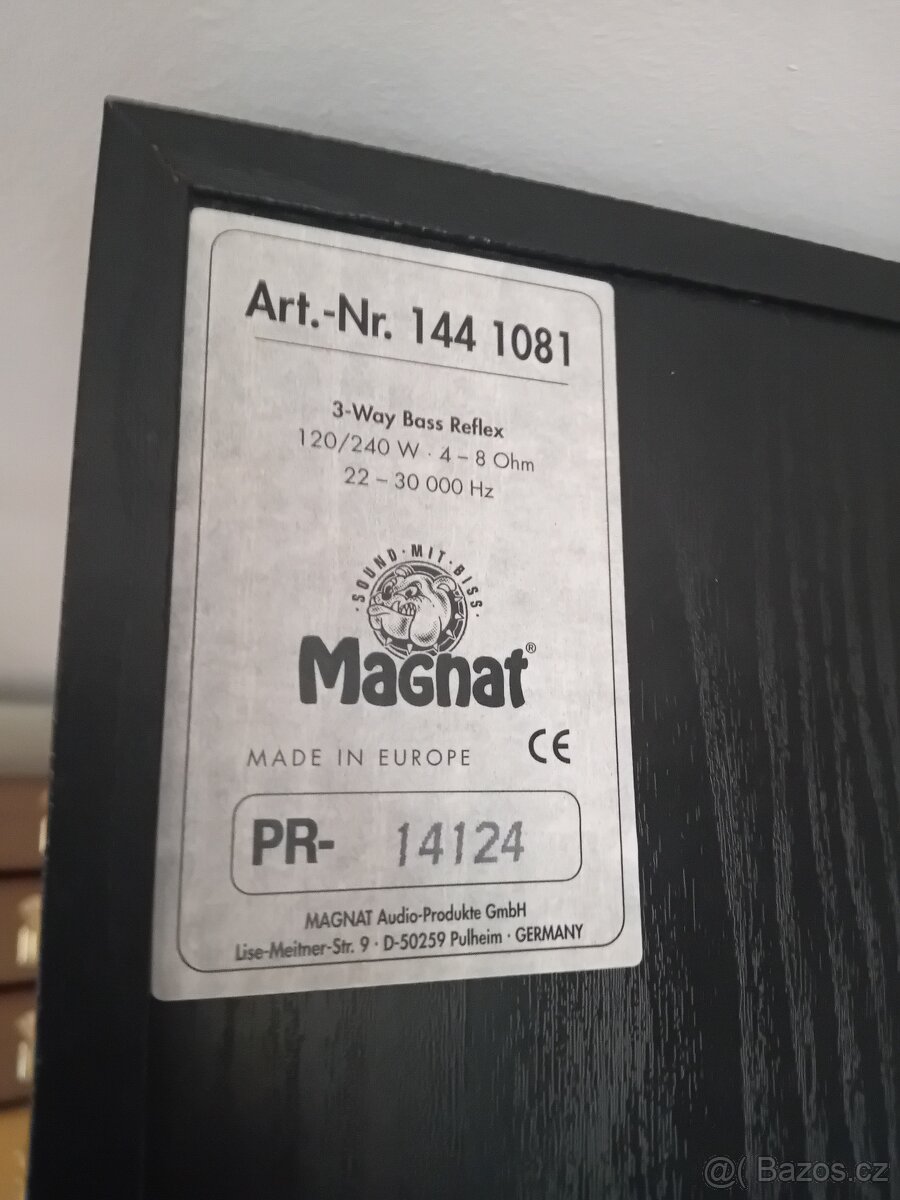 Art.-Nr. 144 1081
3-Way Bass Reflex
120/240 W · 4 – 8 Ohm
22 – 30 000 Hz
· SOUND · MIT · BISS ·
Magnat®
MADE IN EUROPE CE
PR- 14124
MAGNAT Audio-Produkte GmbH
Lise-Meitner-Str. 9 · D-50259 Pulheim · GERMANY
@( Bazos.cz